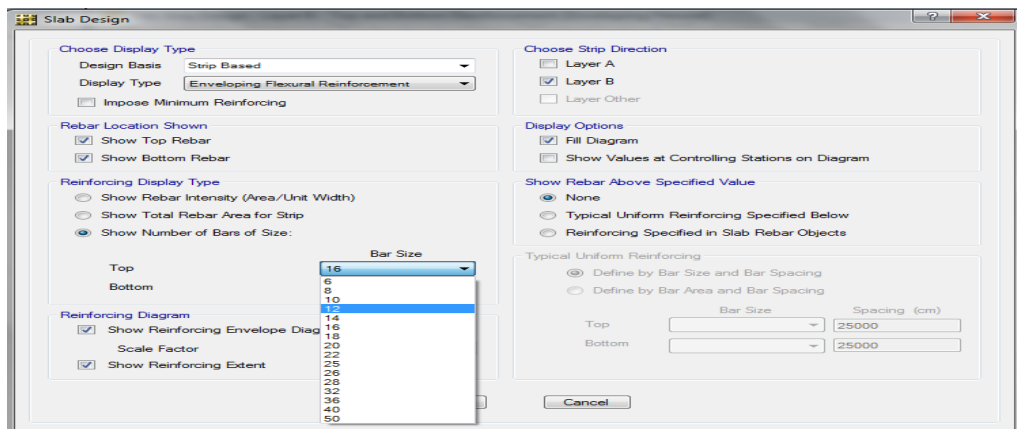 Slab Design
Choose Display Type
Design Basis Strip Based
Display Type Enveloping Flexural Reinforcement
Impose Minimum Reinforcing
Rebar Location Shown
Show Top Rebar
Show Bottom Rebar
Reinforcing Display Type
Show Rebar Intensity (Area/Unit Width)
Show Total Rebar Area for Strip
Show Number of Bars of Size:
Bar Size
Top 16
Bottom
6
8
10
12
14
16
18
20
22
25
26
28
32
36
40
50
Reinforcing Diagram
Show Reinforcing Envelope Diag
Scale Factor
Show Reinforcing Extent
Choose Strip Direction
Layer A
Layer B
Layer Other
Display Options
Fill Diagram
Show Values at Controlling Stations on Diagram
Show Rebar Above Specified Value
None
Typical Uniform Reinforcing Specified Below
Reinforcing Specified in Slab Rebar Objects
Typical Uniform Reinforcing
Define by Bar Size and Bar Spacing
Define by Bar Area and Bar Spacing
Bar Size Spacing (cm)
Top 25000
Bottom 25000
Cancel